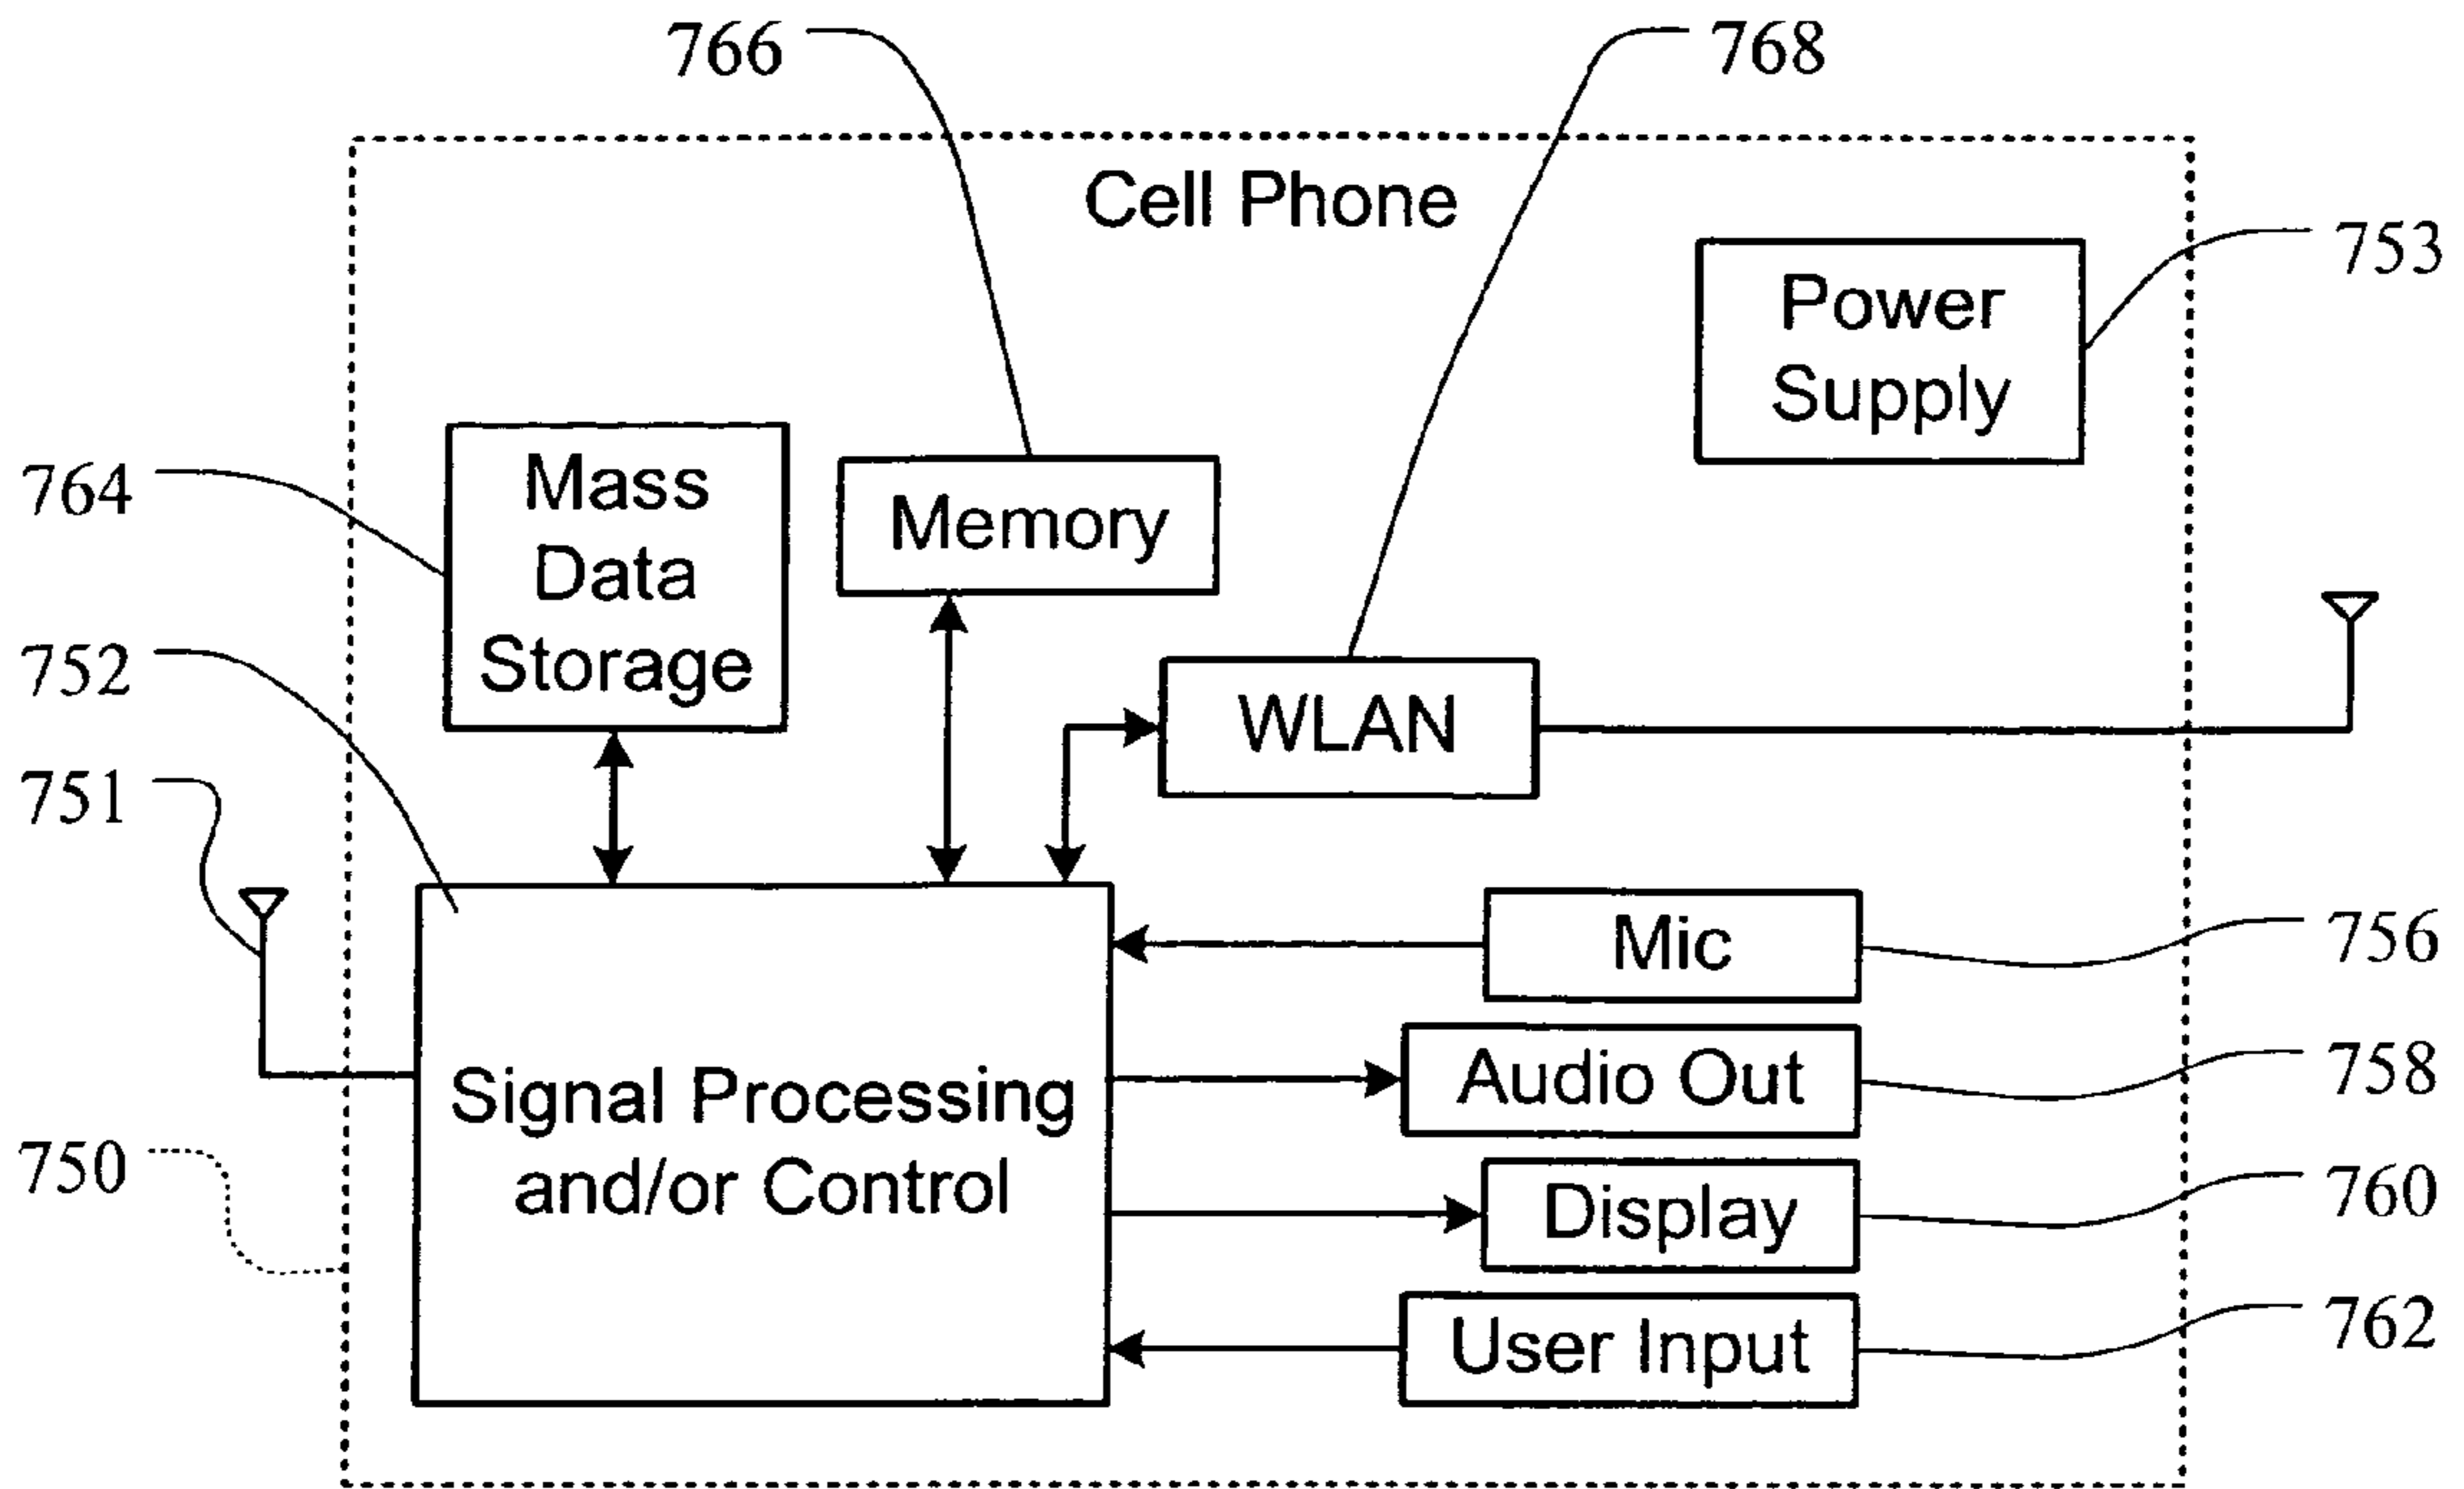 766
768
Cell Phone
753
Power
Supply
764
Mass
Data
Storage
Memory
752
WLAN
751
Mic
756
Signal Processing
and/or Control
Audio Out
758
750
Display
760
User Input
762